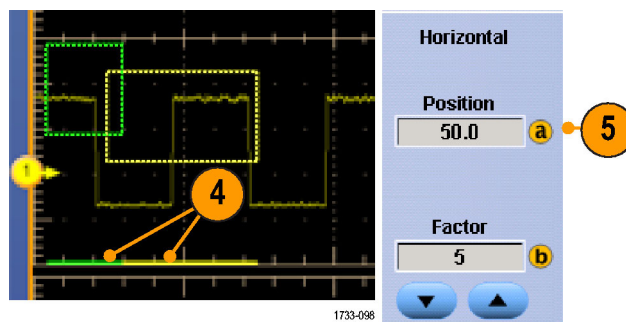 1
4
1733-098
Horizontal
Position
50.0 a
5
Factor
5 b